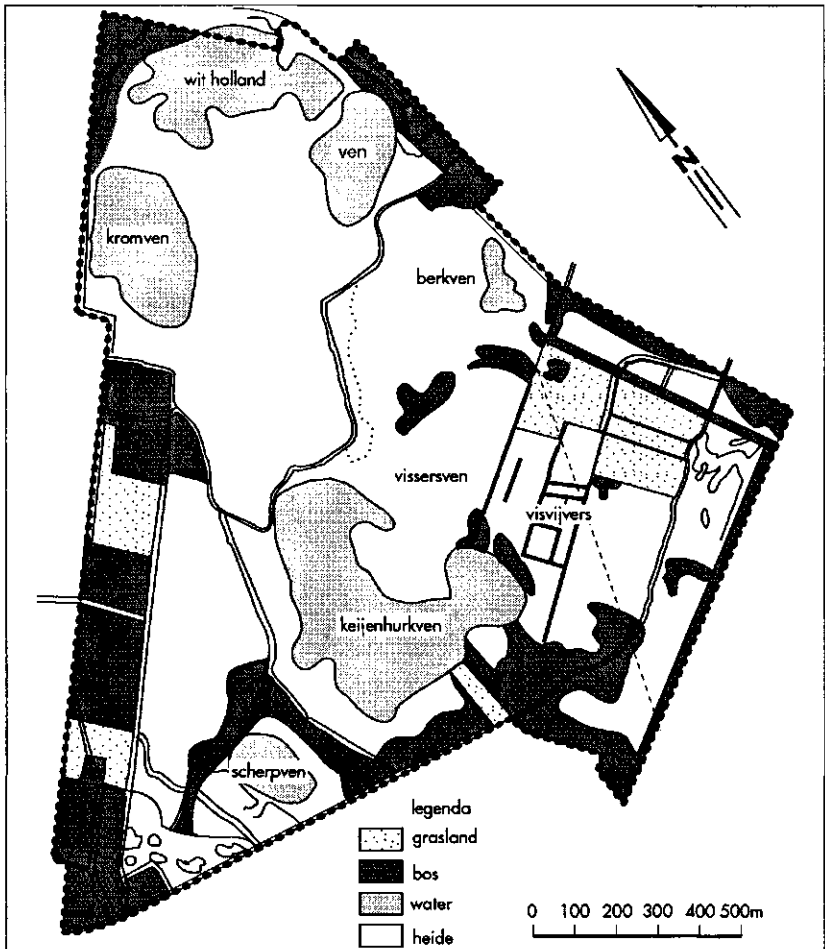 wit holland
ven
kromven
berkven
vissersven
visvijvers
keijenhurkven
scherpven
N
legenda
grasland
bos
water
heide
0 100 200 300 400 500m